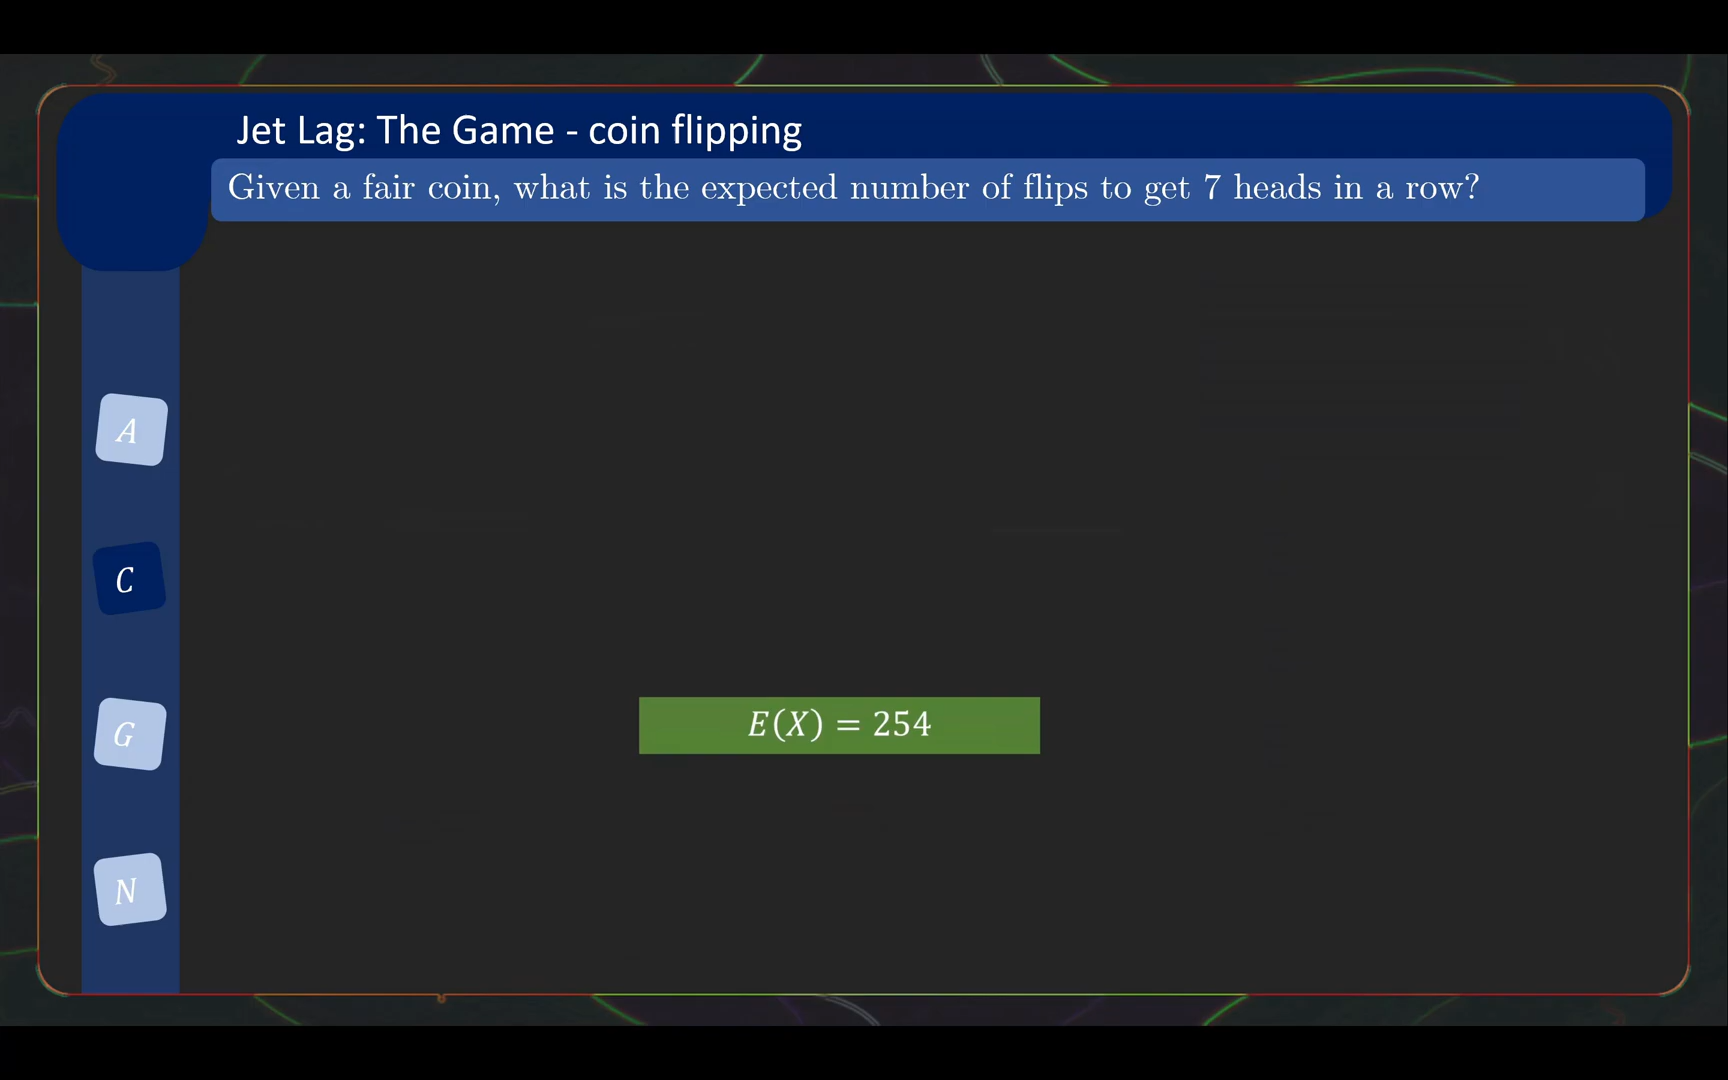 Jet Lag: The Game - coin flipping
Given a fair coin, what is the expected number of flips to get 7 heads in a row?
A
C
G
E(X) = 254
N